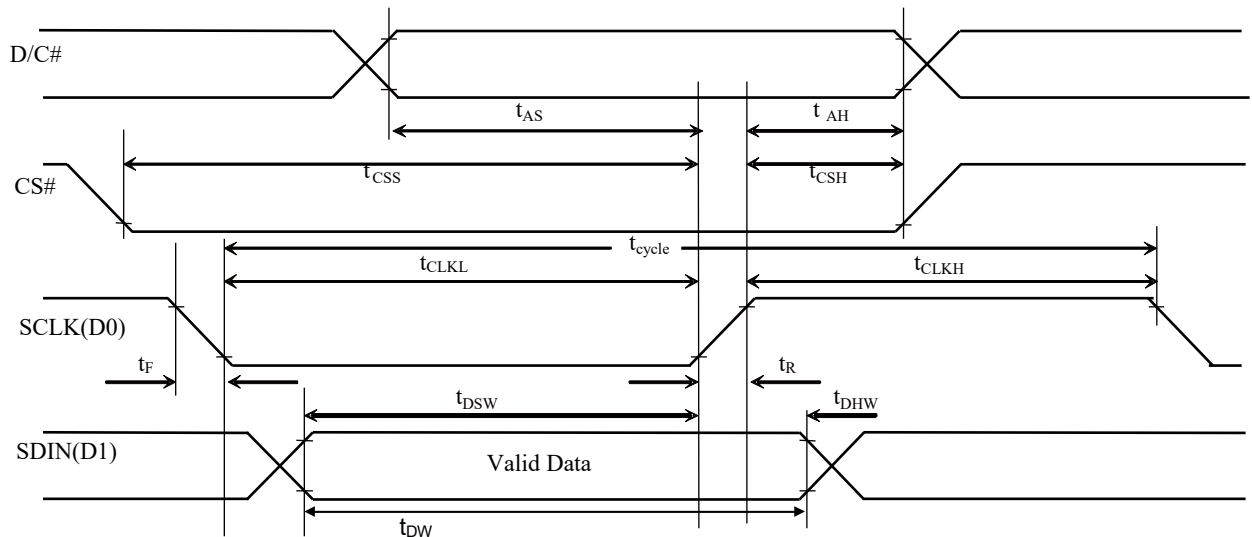 D/C#
tAS
t AH
CS#
tCSS
tCSH
tcycle
tCLKL
tCLKH
SCLK(D0)
tF
tR
tDSW
tDHW
SDIN(D1)
Valid Data
tDW